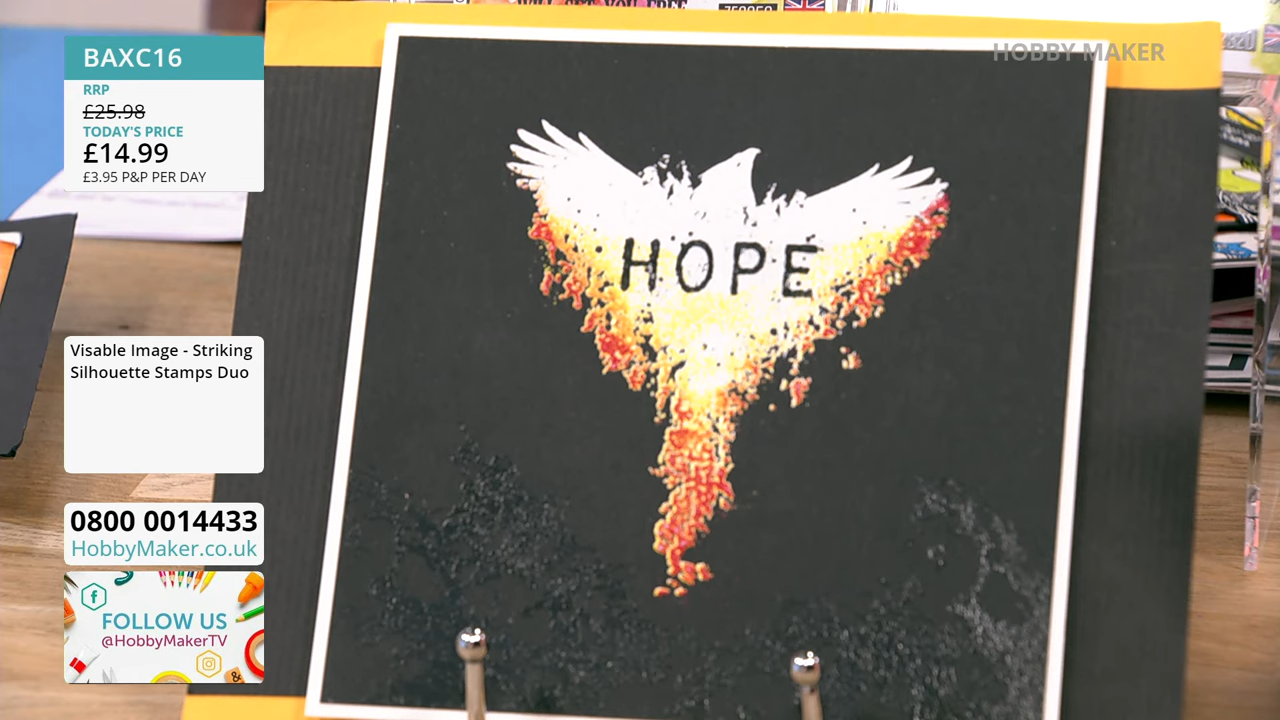 BAXC16
RRP
£25.98
TODAY'S PRICE
£14.99
£3.95 P&P PER DAY
Visable Image - Striking
Silhouette Stamps Duo
0800 0014433
HobbyMaker.co.uk
FOLLOW US
@HobbyMakerTV
&
HOBBY MAKER
HOPE